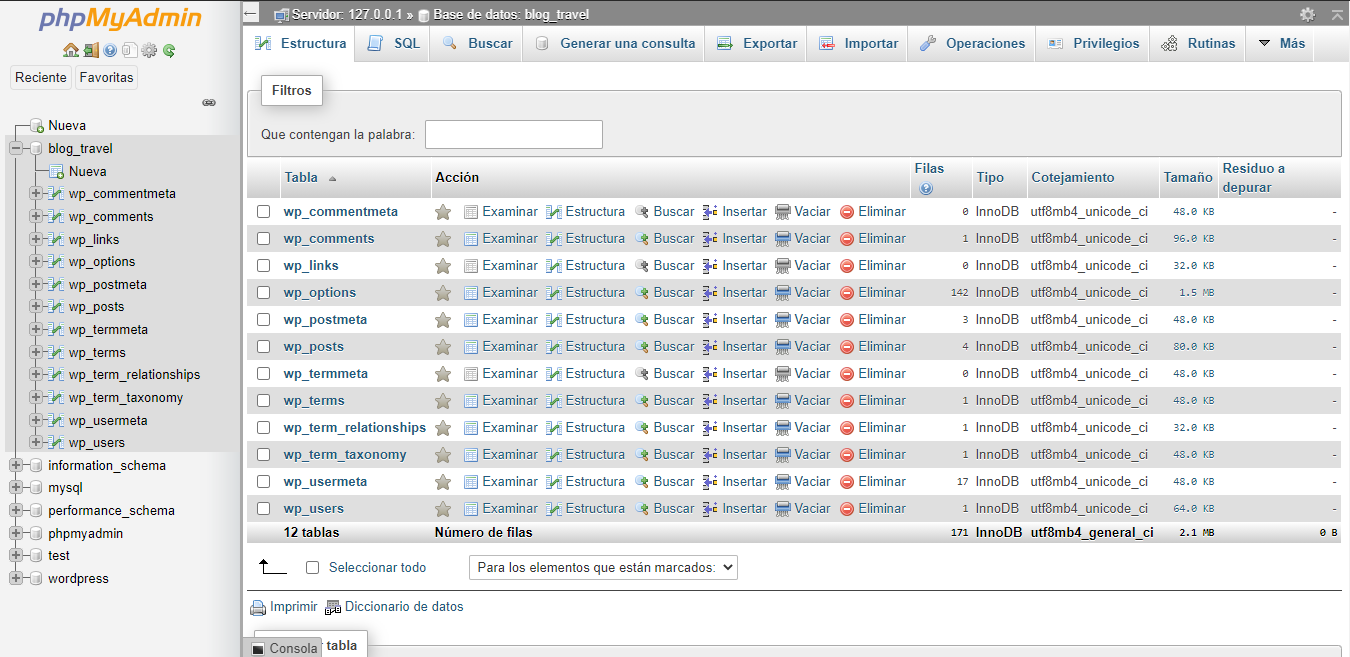 phpMyAdmin
Reciente Favoritas
Nueva
blog_travel
Nueva
wp_commentmeta
wp_comments
wp_links
wp_options
wp_postmeta
wp_posts
wp_termmeta
wp_terms
wp_term_relationships
wp_term_taxonomy
wp_usermeta
wp_users
information_schema
mysql
performance_schema
phpmyadmin
test
wordpress
Servidor: 127.0.0.1 » Base de datos: blog_travel
Estructura SQL Buscar Generar una consulta Exportar Importar Operaciones Privilegios Rutinas Más
Filtros
Que contengan la palabra:
Tabla Acción Filas Tipo Cotejamiento Tamaño Residuo a depurar
wp_commentmeta Examinar Estructura Buscar Insertar Vaciar Eliminar 0 InnoDB utf8mb4_unicode_ci 48.0 KB -
wp_comments Examinar Estructura Buscar Insertar Vaciar Eliminar 1 InnoDB utf8mb4_unicode_ci 96.0 KB -
wp_links Examinar Estructura Buscar Insertar Vaciar Eliminar 0 InnoDB utf8mb4_unicode_ci 32.0 KB -
wp_options Examinar Estructura Buscar Insertar Vaciar Eliminar 142 InnoDB utf8mb4_unicode_ci 1.5 MB -
wp_postmeta Examinar Estructura Buscar Insertar Vaciar Eliminar 3 InnoDB utf8mb4_unicode_ci 48.0 KB -
wp_posts Examinar Estructura Buscar Insertar Vaciar Eliminar 4 InnoDB utf8mb4_unicode_ci 80.0 KB -
wp_termmeta Examinar Estructura Buscar Insertar Vaciar Eliminar 0 InnoDB utf8mb4_unicode_ci 48.0 KB -
wp_terms Examinar Estructura Buscar Insertar Vaciar Eliminar 1 InnoDB utf8mb4_unicode_ci 48.0 KB -
wp_term_relationships Examinar Estructura Buscar Insertar Vaciar Eliminar 1 InnoDB utf8mb4_unicode_ci 32.0 KB -
wp_term_taxonomy Examinar Estructura Buscar Insertar Vaciar Eliminar 1 InnoDB utf8mb4_unicode_ci 48.0 KB -
wp_usermeta Examinar Estructura Buscar Insertar Vaciar Eliminar 17 InnoDB utf8mb4_unicode_ci 48.0 KB -
wp_users Examinar Estructura Buscar Insertar Vaciar Eliminar 1 InnoDB utf8mb4_unicode_ci 64.0 KB -
12 tablas Número de filas 171 InnoDB utf8mb4_general_ci 2.1 MB 0 B
Seleccionar todo Para los elementos que están marcados:
Imprimir Diccionario de datos
Consola tabla